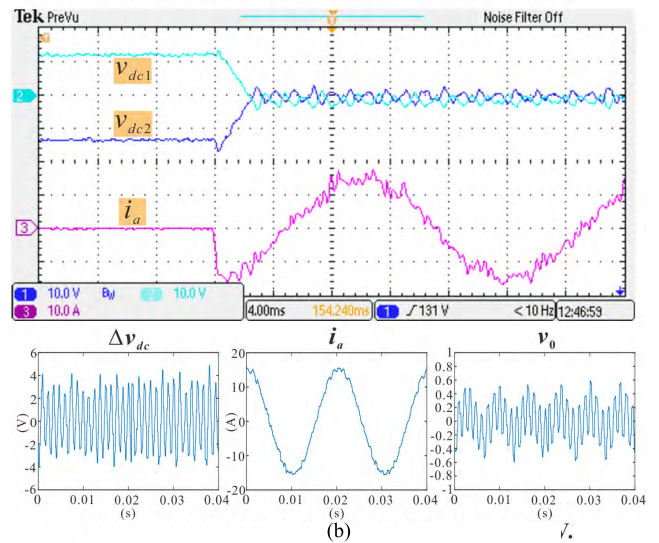 Tek PreVu Noise Filter Off
v_dc1
2
v_dc2
i_a
3
1 10.0 V BW 2 10.0 V
3 10.0 A
4.00ms 154.240ms 1 131 V < 10 Hz 12:46:59
Δv_dc i_a v_0
6 4 2 0 -2 -4 -6
(V)
0 0.01 0.02 0.03 0.04
(s)
20 10 0 -10 -20
(A)
0 0.01 0.02 0.03 0.04
(s)
1 0.8 0.6 0.4 0.2 0 -0.2 -0.4 -0.6 -0.8 -1
(V)
0 0.01 0.02 0.03 0.04
(s)
(b)